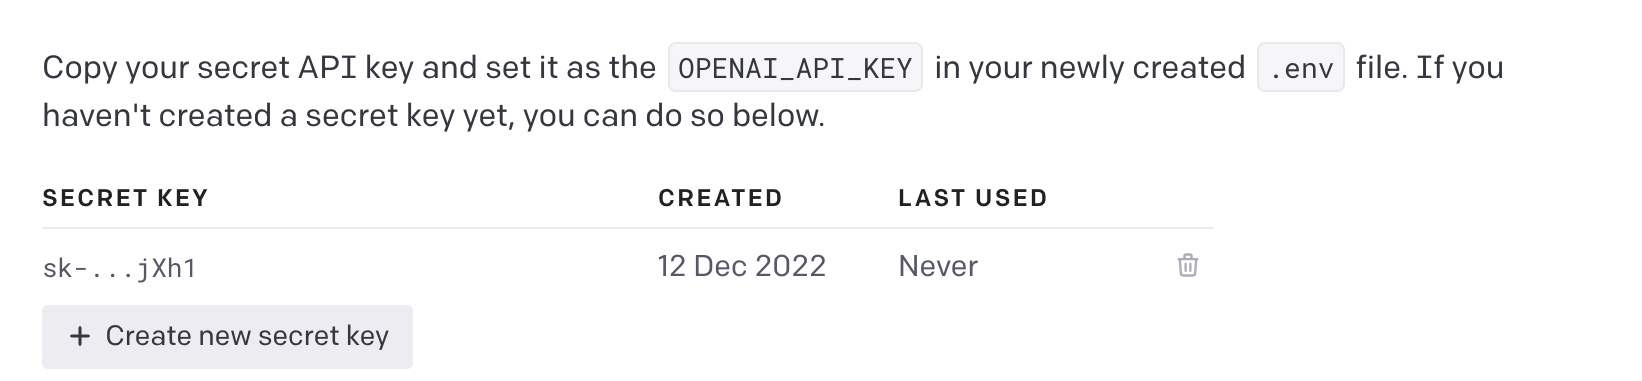 Copy your secret API key and set it as the OPENAI_API_KEY in your newly created .env file. If you
haven't created a secret key yet, you can do so below.
SECRET KEY CREATED LAST USED
sk-...jXh1 12 Dec 2022 Never
+ Create new secret key